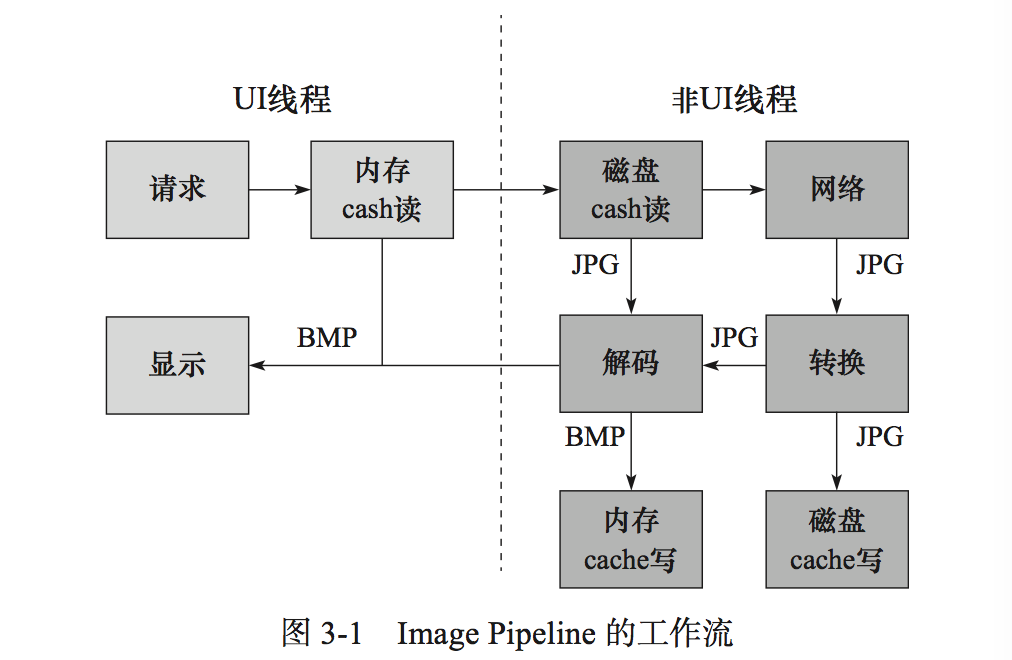 UI线程
非UI线程
请求
内存
cash读
磁盘
cash读
网络
JPG
JPG
显示
BMP
解码
JPG
转换
BMP
JPG
内存
cache写
磁盘
cache写
图 3-1 Image Pipeline 的工作流